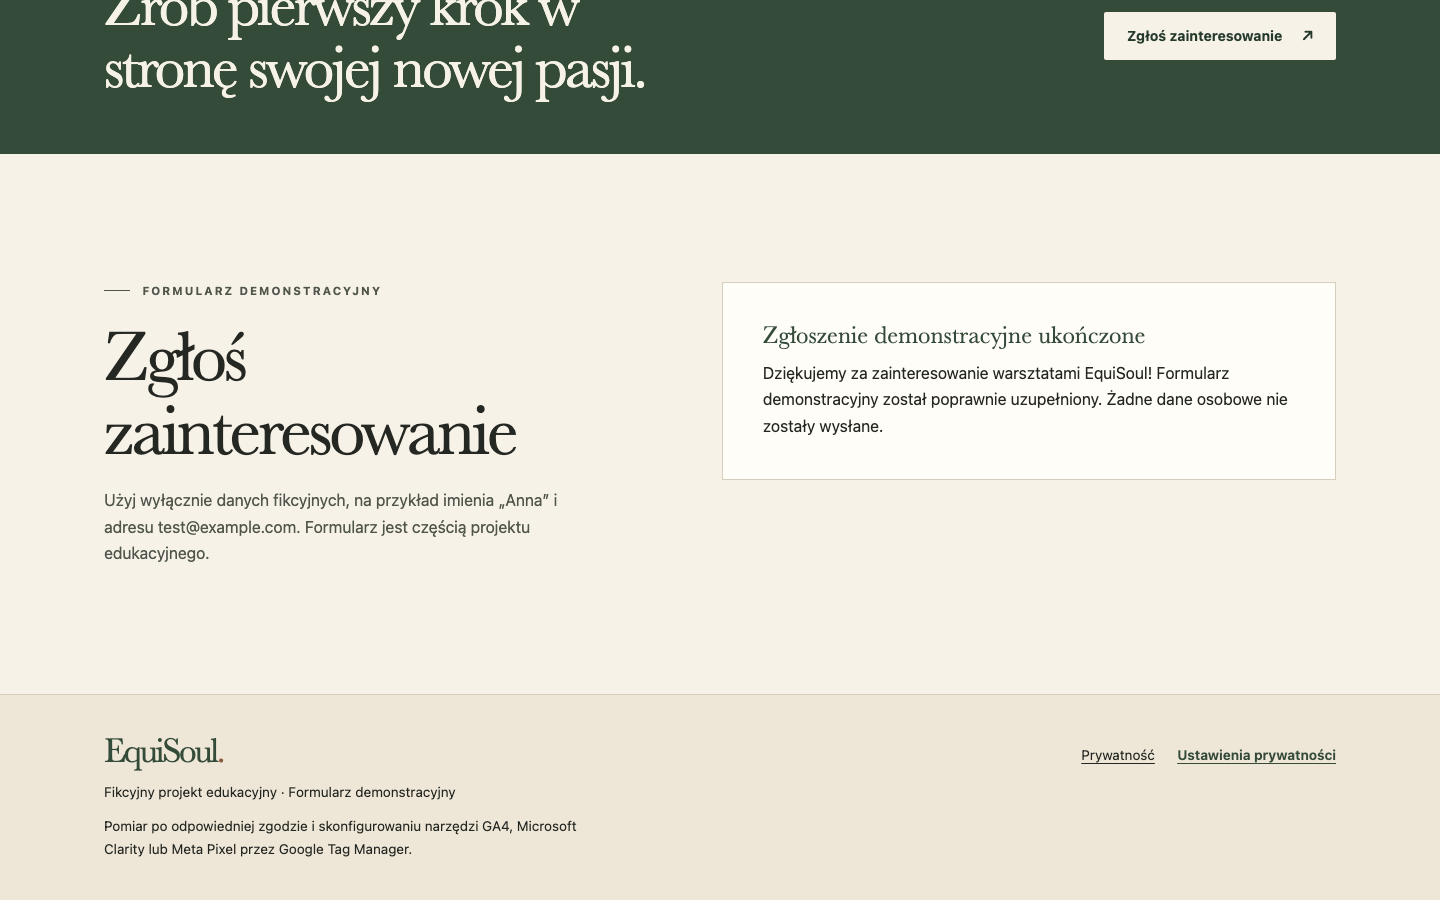 Zrób pierwszy krok w
stronę swojej nowej pasji.
Zgłoś zainteresowanie ↗
FORMULARZ DEMONSTRACYJNY
Zgłoś
zainteresowanie
Użyj wyłącznie danych fikcyjnych, na przykład imienia „Anna” i
adresu test@example.com. Formularz jest częścią projektu
edukacyjnego.
Zgłoszenie demonstracyjne ukończone
Dziękujemy za zainteresowanie warsztatami EquiSoul! Formularz
demonstracyjny został poprawnie uzupełniony. Żadne dane osobowe nie
zostały wysłane.
EquiSoul.
Fikcyjny projekt edukacyjny · Formularz demonstracyjny
Pomiar po odpowiedniej zgodzie i skonfigurowaniu narzędzi GA4, Microsoft
Clarity lub Meta Pixel przez Google Tag Manager.
Prywatność Ustawienia prywatności